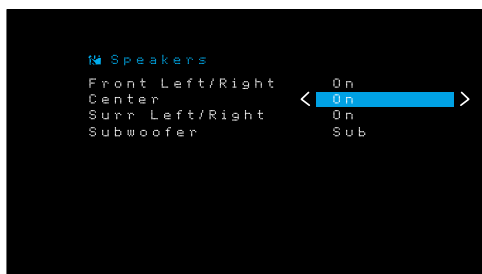 Speakers
Front Left/Right On
Center < On >
Surr Left/Right On
Subwoofer Sub